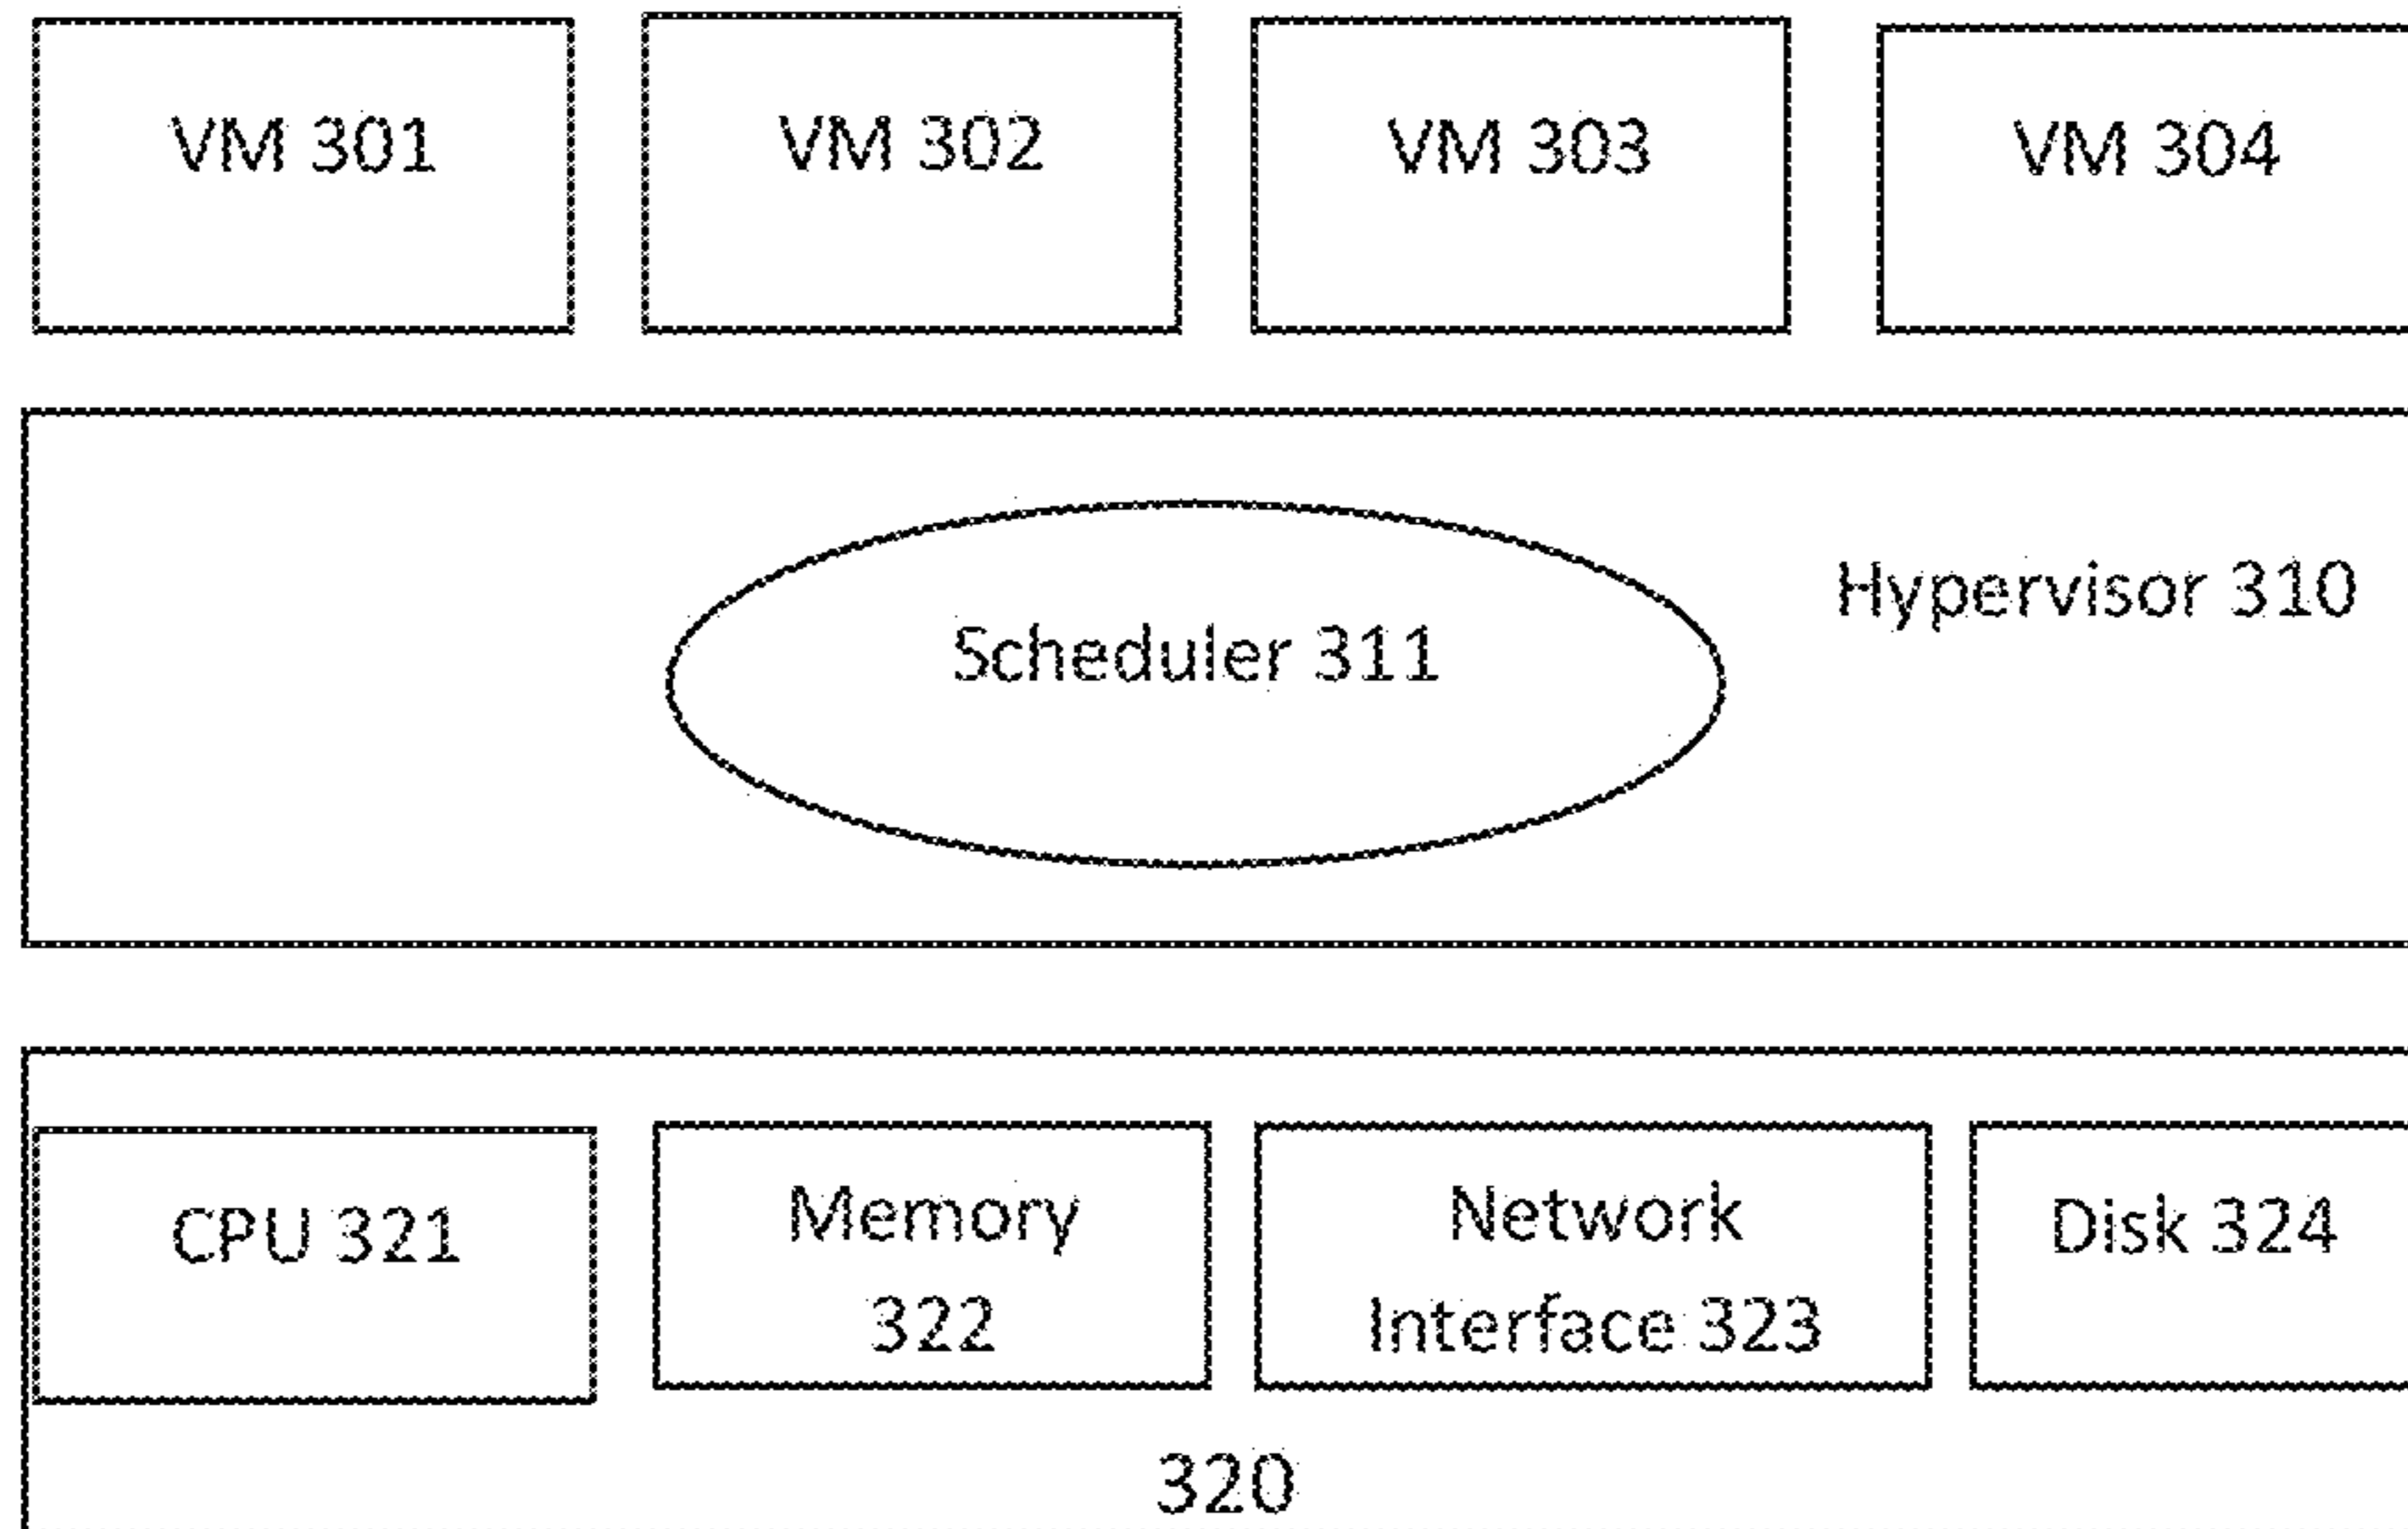 VM 301
VM 302
VM 303
VM 304
Hypervisor 310
Scheduler 311
CPU 321
Memory
322
Network
Interface 323
Disk 324
320